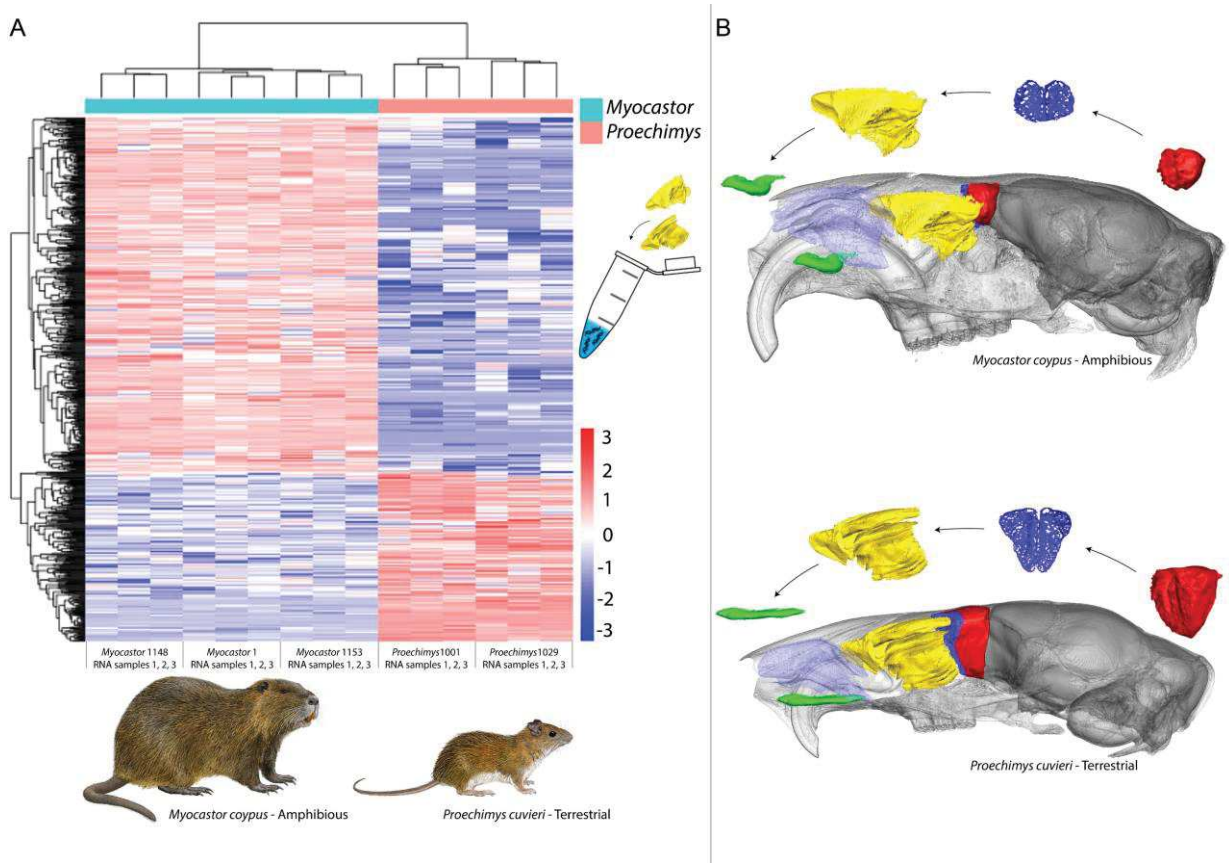 A
B
Myocastor
Proechimys
3
2
1
0
-1
-2
-3
Myocastor 1148
RNA samples 1, 2, 3
Myocastor 1
RNA samples 1, 2, 3
Myocastor 1153
RNA samples 1, 2, 3
Proechimys1001
RNA samples 1, 2, 3
Proechimys1029
RNA samples 1, 2, 3
Myocastor coypus - Amphibious
Proechimys cuvieri - Terrestrial
Myocastor coypus - Amphibious
Proechimys cuvieri - Terrestrial